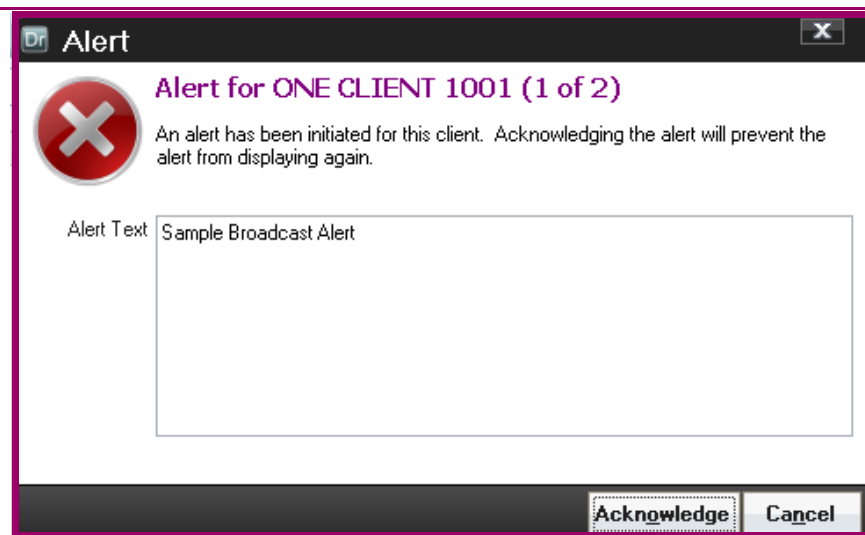 Dr Alert X
Alert for ONE CLIENT 1001 (1 of 2)
An alert has been initiated for this client.  Acknowledging the alert will prevent the
alert from displaying again.
Alert Text Sample Broadcast Alert
Acknowledge Cancel